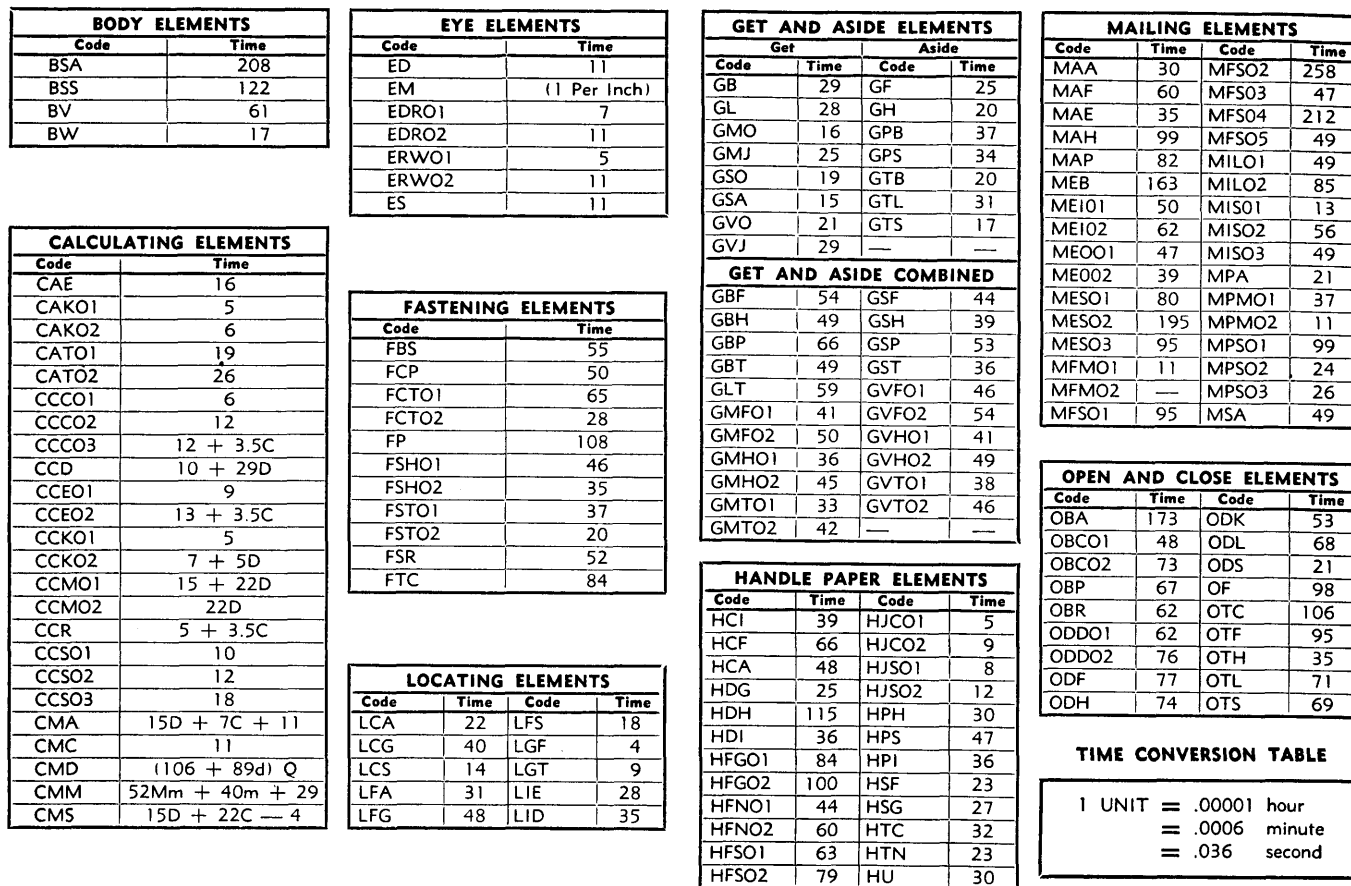 BODY ELEMENTS
Code Time
BSA 208
BSS 122
BV 61
BW 17
CALCULATING ELEMENTS
Code Time
CAE 16
CAKO1 5
CAKO2 6
CATO1 19
CATO2 26
CCCO1 6
CCCO2 12
CCCO3 12 + 3.5C
CCD 10 + 29D
CCEO1 9
CCEO2 13 + 3.5C
CCKO1 5
CCKO2 7 + 5D
CCMO1 15 + 22D
CCMO2 22D
CCR 5 + 3.5C
CCSO1 10
CCSO2 12
CCSO3 18
CMA 15D + 7C + 11
CMC 11
CMD (106 + 89d) Q
CMM 52Mm + 40m + 29
CMS 15D + 22C — 4
EYE ELEMENTS
Code Time
ED 11
EM (1 Per Inch)
EDRO1 7
EDRO2 11
ERWO1 5
ERWO2 11
ES 11
FASTENING ELEMENTS
Code Time
FBS 55
FCP 50
FCTO1 65
FCTO2 28
FP 108
FSHO1 46
FSHO2 35
FSTO1 37
FSTO2 20
FSR 52
FTC 84
LOCATING ELEMENTS
Code Time Code Time
LCA 22 LFS 18
LCG 40 LGF 4
LCS 14 LGT 9
LFA 31 LIE 28
LFG 48 LID 35
GET AND ASIDE ELEMENTS
Get Aside
Code Time Code Time
GB 29 GF 25
GL 28 GH 20
GMO 16 GPB 37
GMJ 25 GPS 34
GSO 19 GTB 20
GSA 15 GTL 31
GVO 21 GTS 17
GVJ 29 — —
GET AND ASIDE COMBINED
GBF 54 GSF 44
GBH 49 GSH 39
GBP 66 GSP 53
GBT 49 GST 36
GLT 59 GVFO1 46
GMFO1 41 GVFO2 54
GMFO2 50 GVHO1 41
GMHO1 36 GVHO2 49
GMHO2 45 GVTO1 38
GMTO1 33 GVTO2 46
GMTO2 42 — —
HANDLE PAPER ELEMENTS
Code Time Code Time
HCI 39 HJCO1 5
HCF 66 HJCO2 9
HCA 48 HJSO1 8
HDG 25 HJSO2 12
HDH 115 HPH 30
HDI 36 HPS 47
HFGO1 84 HPI 36
HFGO2 100 HSF 23
HFNO1 44 HSG 27
HFNO2 60 HTC 32
HFSO1 63 HTN 23
HFSO2 79 HU 30
MAILING ELEMENTS
Code Time Code Time
MAA 30 MFSO2 258
MAF 60 MFS03 47
MAE 35 MFS04 212
MAH 99 MFSO5 49
MAP 82 MILO1 49
MEB 163 MILO2 85
MEI01 50 MIS01 13
MEI02 62 MISO2 56
MEOO1 47 MISO3 49
ME002 39 MPA 21
MESO1 80 MPMO1 37
MESO2 195 MPMO2 11
MESO3 95 MPSO1 99
MFMO1 11 MPSO2 24
MFMO2 — MPSO3 26
MFSO1 95 MSA 49
OPEN AND CLOSE ELEMENTS
Code Time Code Time
OBA 173 ODK 53
OBCO1 48 ODL 68
OBCO2 73 ODS 21
OBP 67 OF 98
OBR 62 OTC 106
ODDO1 62 OTF 95
ODDO2 76 OTH 35
ODF 77 OTL 71
ODH 74 OTS 69
TIME CONVERSION TABLE
1 UNIT = .00001 hour
= .0006 minute
= .036 second